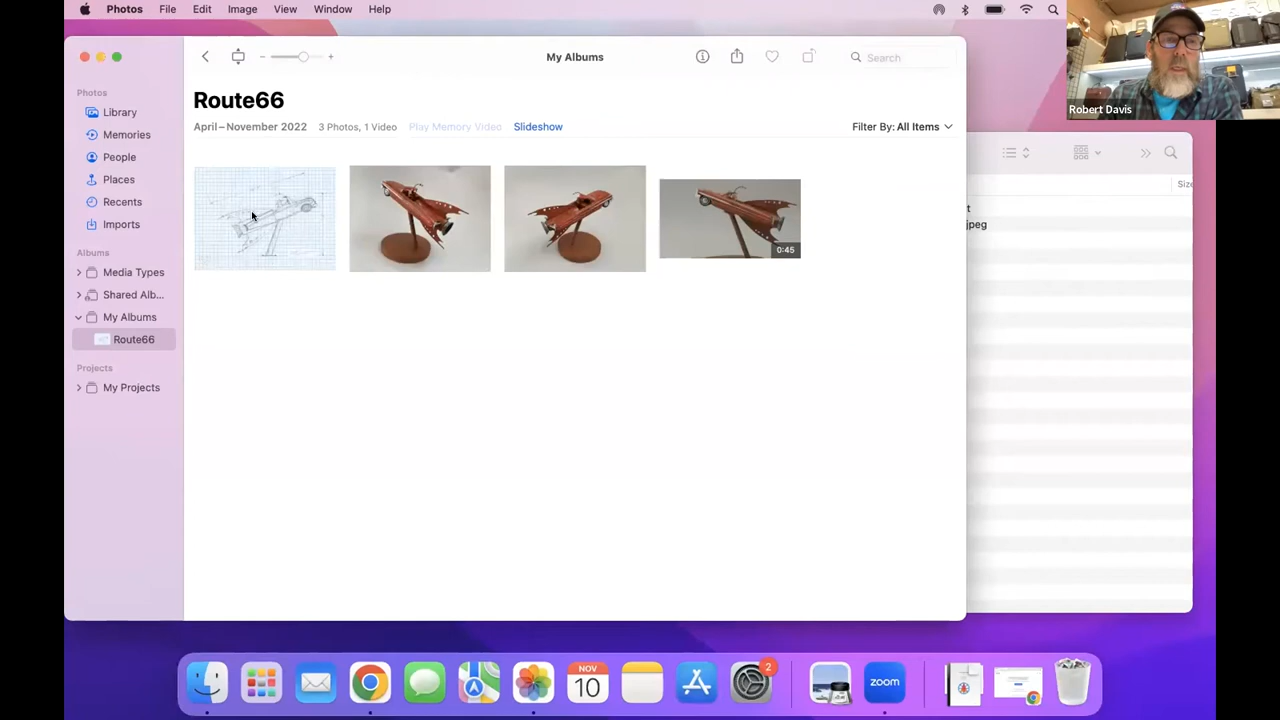 Photos File Edit Image View Window Help
My Albums
Search
Photos
Library
Memories
People
Places
Recents
Imports
Albums
Media Types
Shared Alb...
My Albums
Route66
Projects
My Projects
Route66
April–November 2022 3 Photos, 1 Video Play Memory Video Slideshow
Filter By: All Items
0:45
Size
t
jpeg
Robert Davis
NOV
10
zoom
2